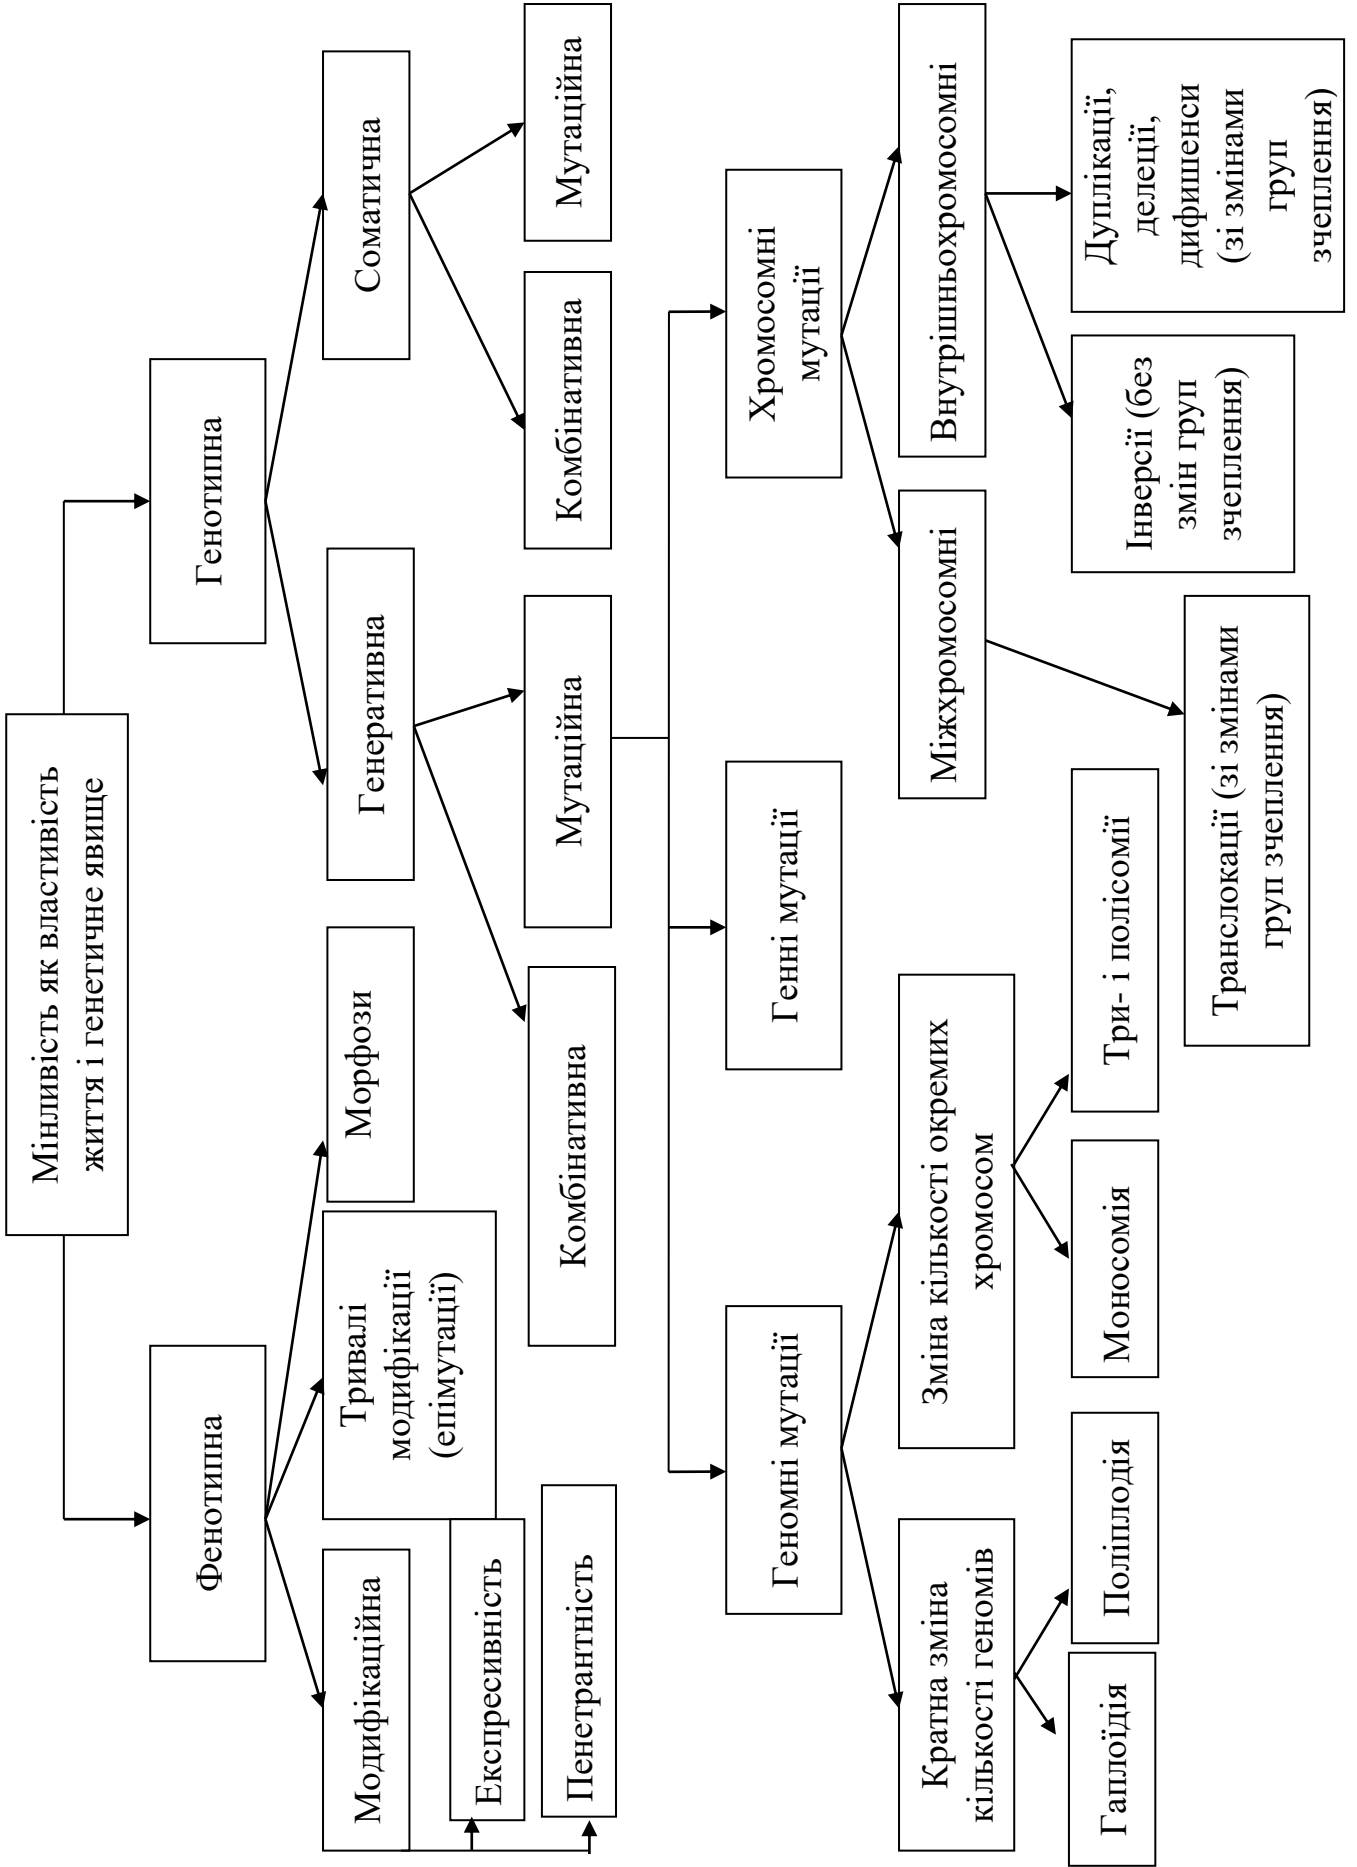 Мінливість як властивість
життя і генетичне явище
Фенотипна
Генотипна
Модифікаційна
Тривалі
модифікації
(епімутації)
Морфози
Генеративна
Соматична
Експресивність
Пенетрантність
Комбінативна
Мутаційна
Комбінативна
Мутаційна
Геномні мутації
Генні мутації
Хромосомні
мутації
Кратна зміна
кількості геномів
Зміна кількості окремих
хромосом
Міжхромосомні
Внутрішньохромосомні
Гаплоїдія
Поліплодія
Моносомія
Три- і полісомії
Транслокації (зі змінами
груп зчеплення)
Інверсії (без
змін груп
зчеплення)
Дуплікації,
делеції,
дифишенси
(зі змінами
груп
зчеплення)